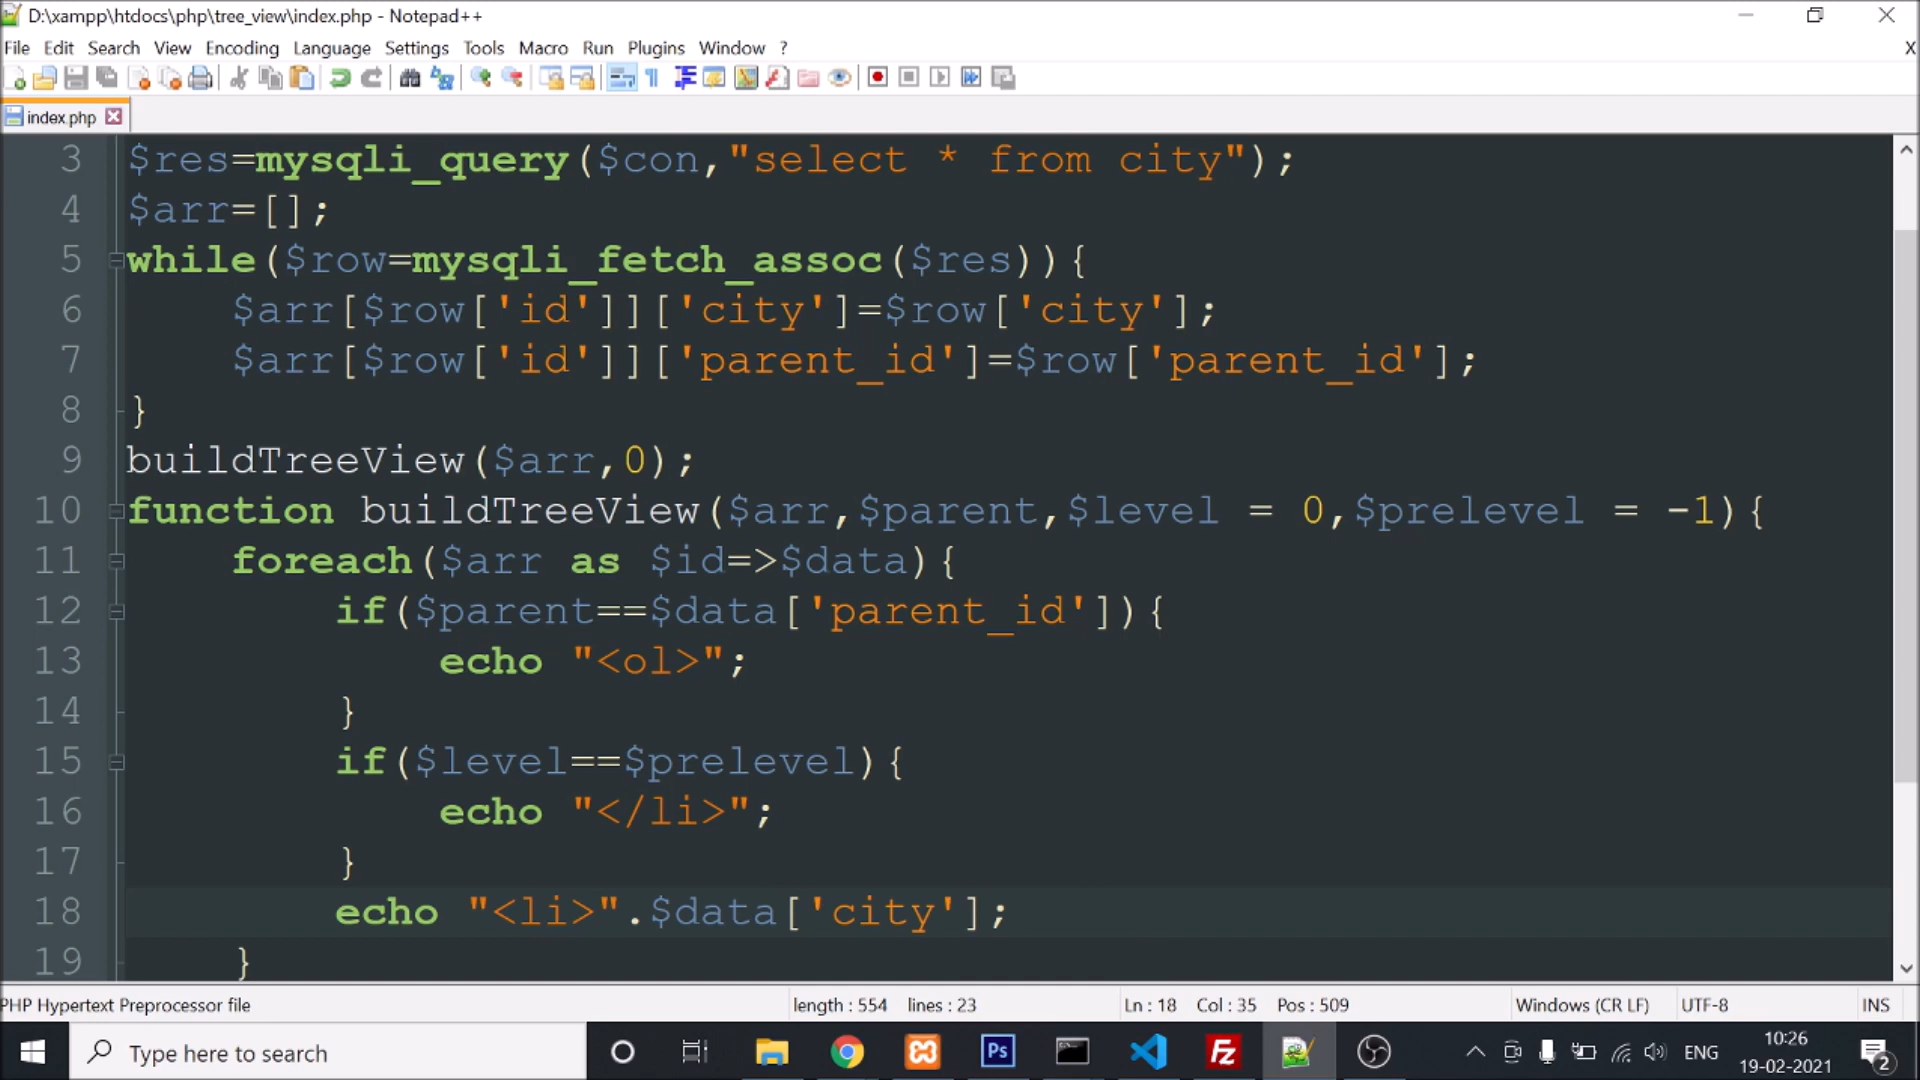 D:\xampp\htdocs\php\tree_view\index.php - Notepad++
File Edit Search View Encoding Language Settings Tools Macro Run Plugins Window ? X
index.php
3 $res=mysqli_query($con,"select * from city");
4 $arr=[];
5 while($row=mysqli_fetch_assoc($res)){
6 $arr[$row['id']]['city']=$row['city'];
7 $arr[$row['id']]['parent_id']=$row['parent_id'];
8 }
9 buildTreeView($arr,0);
10 function buildTreeView($arr,$parent,$level = 0,$prelevel = -1){
11 foreach($arr as $id=>$data){
12 if($parent==$data['parent_id']){
13 echo "<ol>";
14 }
15 if($level==$prelevel){
16 echo "</li>";
17 }
18 echo "<li>".$data['city'];
19 }
PHP Hypertext Preprocessor file length : 554 lines : 23 Ln : 18 Col : 35 Pos : 509 Windows (CR LF) UTF-8 INS
Type here to search Ps Fz ENG 10:26
19-02-2021 2